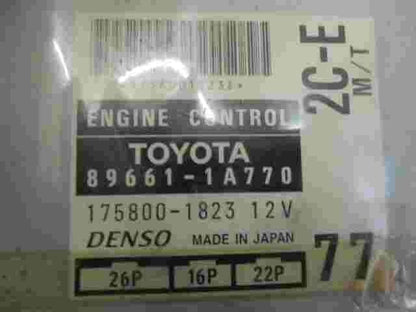 ENGINE CONTROL
TOYOTA
89661-1A770
175800-1823 12V
DENSO MADE IN JAPAN
26P 16P 22P
2C-E
M/T
77